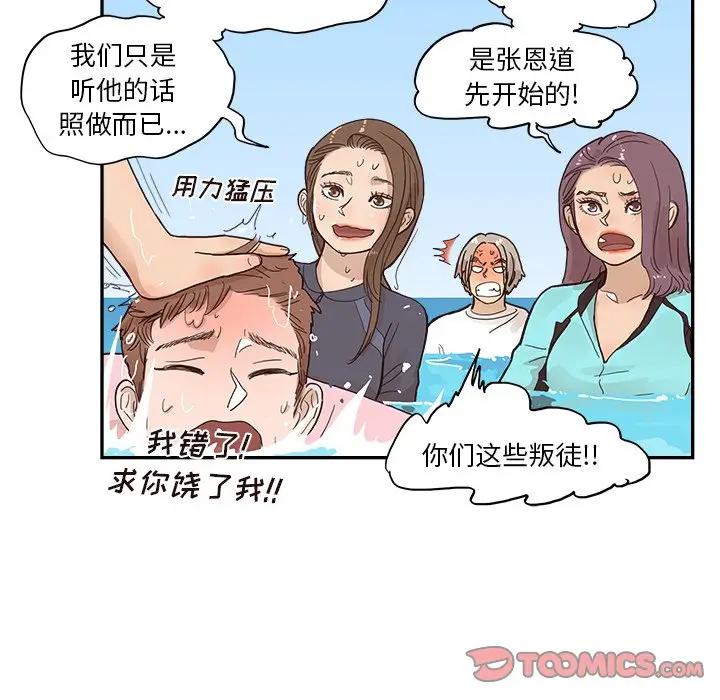 我们只是
听他的话
照做而已...
是张恩道
先开始的!
用力猛压
我错了!
求你饶了我!!
你们这些叛徒!!
TOOMICS.COM